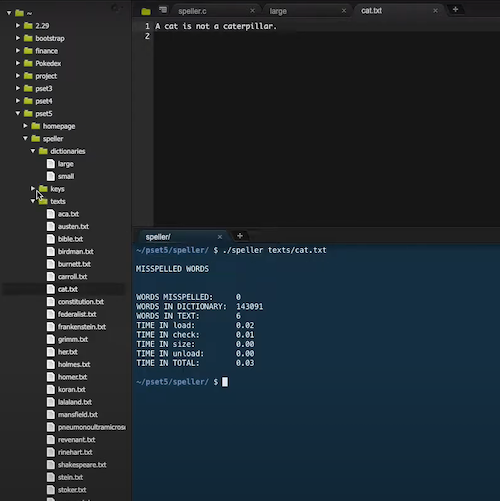 ~
2.29
bootstrap
finance
Pokedex
project
pset3
pset4
pset5
homepage
speller
dictionaries
large
small
keys
texts
aca.txt
austen.txt
bible.txt
birdman.txt
burnett.txt
carroll.txt
cat.txt
constitution.txt
federalist.txt
frankenstein.txt
grimm.txt
her.txt
holmes.txt
homer.txt
koran.txt
lalaland.txt
mansfield.txt
pneumonoultramicros
revenant.txt
rinehart.txt
shakespeare.txt
stein.txt
stoker.txt
speller.c × large × cat.txt × +
1 A cat is not a caterpillar.
2
speller/ × +
~/pset5/speller/ $ ./speller texts/cat.txt
MISSPELLED WORDS
WORDS MISSPELLED: 0
WORDS IN DICTIONARY: 143091
WORDS IN TEXT: 6
TIME IN load: 0.02
TIME IN check: 0.01
TIME IN size: 0.00
TIME IN unload: 0.00
TIME IN TOTAL: 0.03
~/pset5/speller/ $